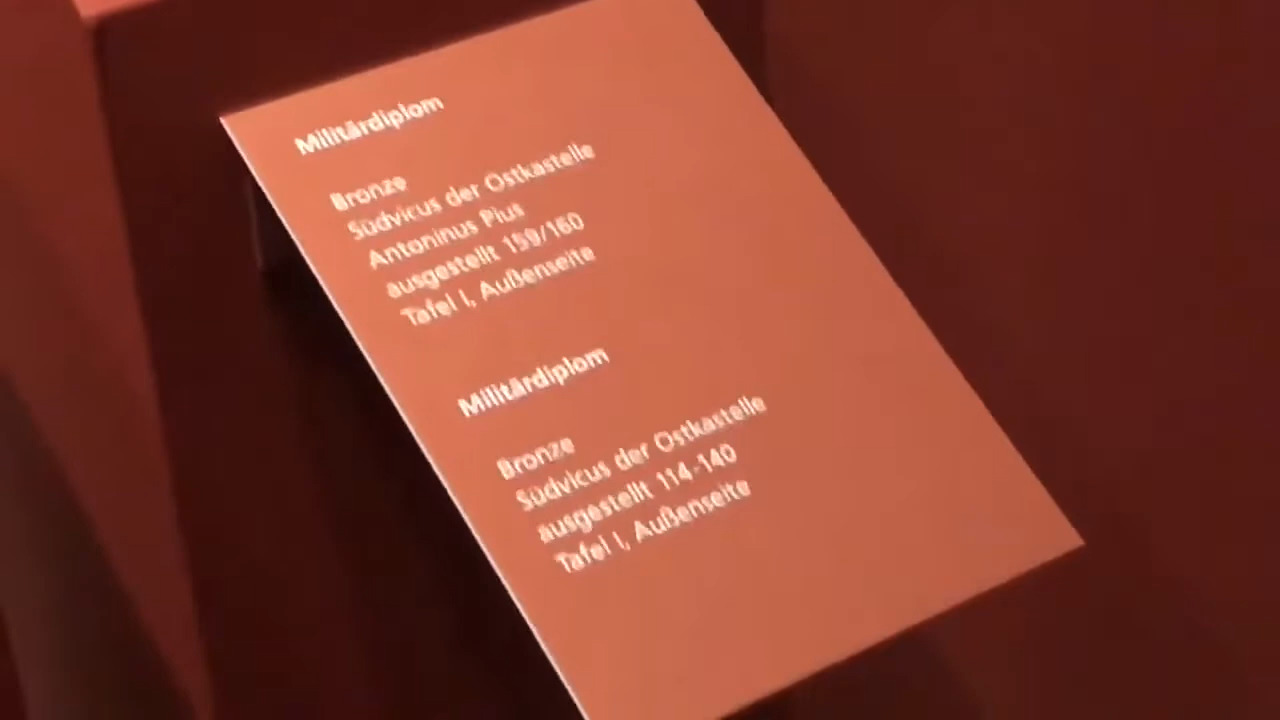 Militärdiplom
Bronze
Südvicus der Ostkastelle
Antoninus Pius
ausgestellt 159/160
Tafel I, Außenseite
Militärdiplom
Bronze
Südvicus der Ostkastelle
ausgestellt 114-140
Tafel I, Außenseite